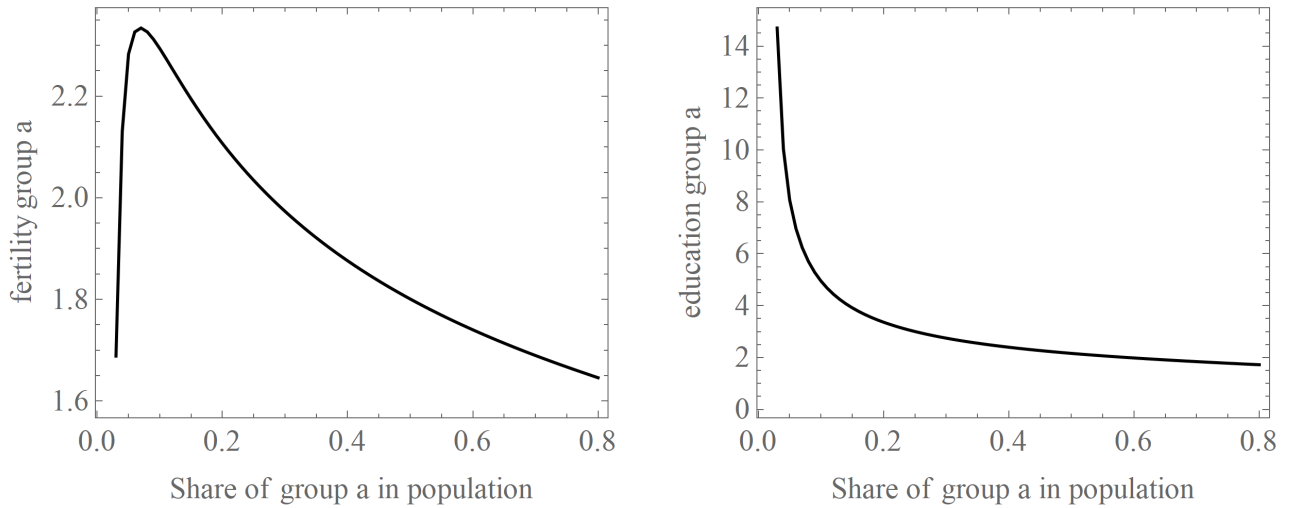 fertility group a
2.2
2.0
1.8
1.6
0.0 0.2 0.4 0.6 0.8
Share of group a in population
education group a
14
12
10
8
6
4
2
0
0.0 0.2 0.4 0.6 0.8
Share of group a in population